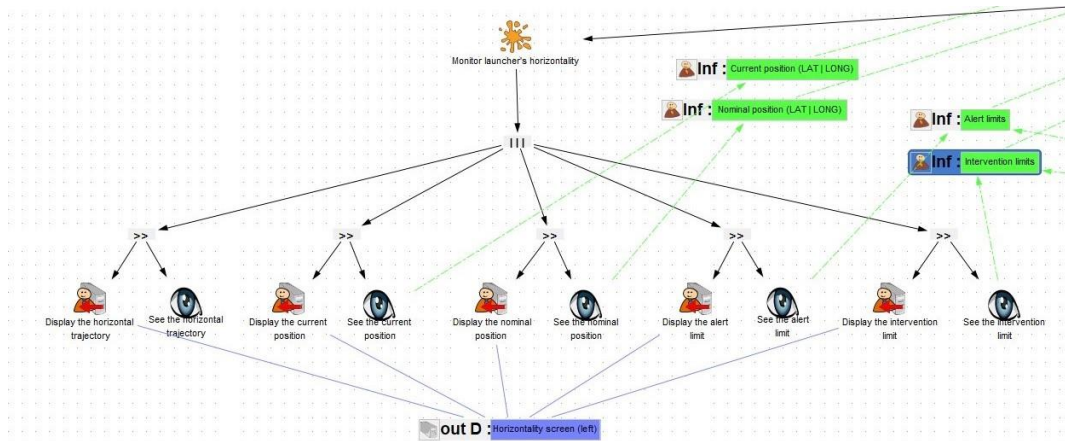 Monitor launcher's horizontality
Inf : Current position (LAT | LONG)
Inf : Nominal position (LAT | LONG)
Inf : Alert limits
|||
Inf : Intervention limits
>> >> >> >> >>
Display the horizontal
trajectory
See the horizontal
trajectory
Display the current
position
See the current
position
Display the nominal
position
See the nominal
position
Display the alert
limit
See the alert
limit
Display the intervention
limit
See the intervention
limit
out D : Horizontality screen (left)